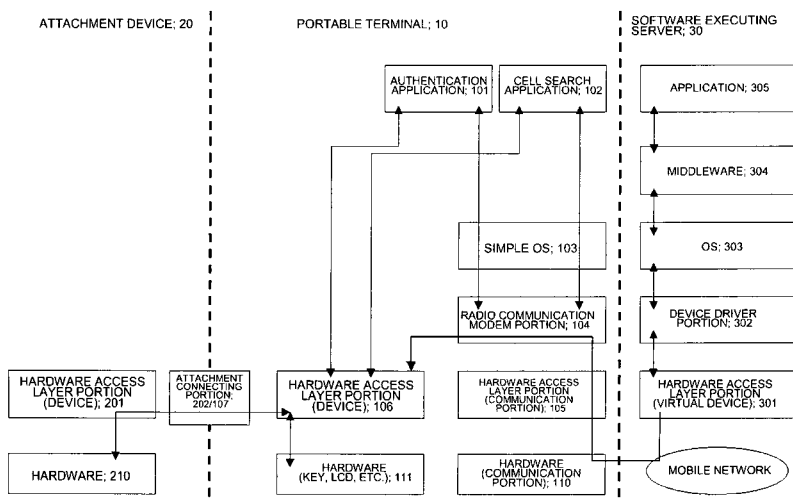 ATTACHMENT DEVICE; 20
PORTABLE TERMINAL; 10
SOFTWARE EXECUTING
SERVER; 30
AUTHENTICATION
APPLICATION; 101
CELL SEARCH
APPLICATION; 102
APPLICATION; 305
MIDDLEWARE; 304
SIMPLE OS; 103
OS; 303
RADIO COMMUNICATION
MODEM PORTION; 104
DEVICE DRIVER
PORTION; 302
HARDWARE ACCESS
LAYER PORTION
(DEVICE); 201
ATTACHMENT
CONNECTING
PORTION;
202/107
HARDWARE ACCESS
LAYER PORTION
(DEVICE); 106
HARDWARE ACCESS
LAYER PORTION
(COMMUNICATION
PORTION); 105
HARDWARE ACCESS
LAYER PORTION
(VIRTUAL DEVICE); 301
HARDWARE; 210
HARDWARE
(KEY, LCD, ETC.); 111
HARDWARE
(COMMUNICATION
PORTION); 110
MOBILE NETWORK